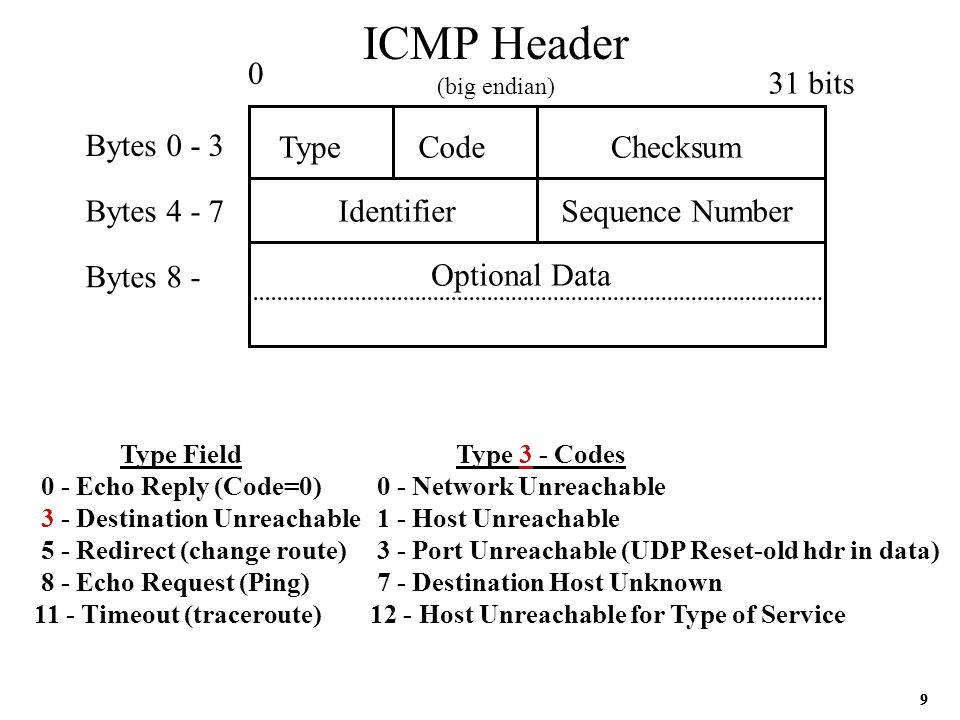 ICMP Header
0
(big endian)
31 bits
Bytes 0 - 3
Type
Code
Checksum
Bytes 4 - 7
Identifier
Sequence Number
Bytes 8 -
Optional Data
Type Field
0 - Echo Reply (Code=0)
3 - Destination Unreachable
5 - Redirect (change route)
8 - Echo Request (Ping)
11 - Timeout (traceroute)
Type 3 - Codes
0 - Network Unreachable
1 - Host Unreachable
3 - Port Unreachable (UDP Reset-old hdr in data)
7 - Destination Host Unknown
12 - Host Unreachable for Type of Service
9